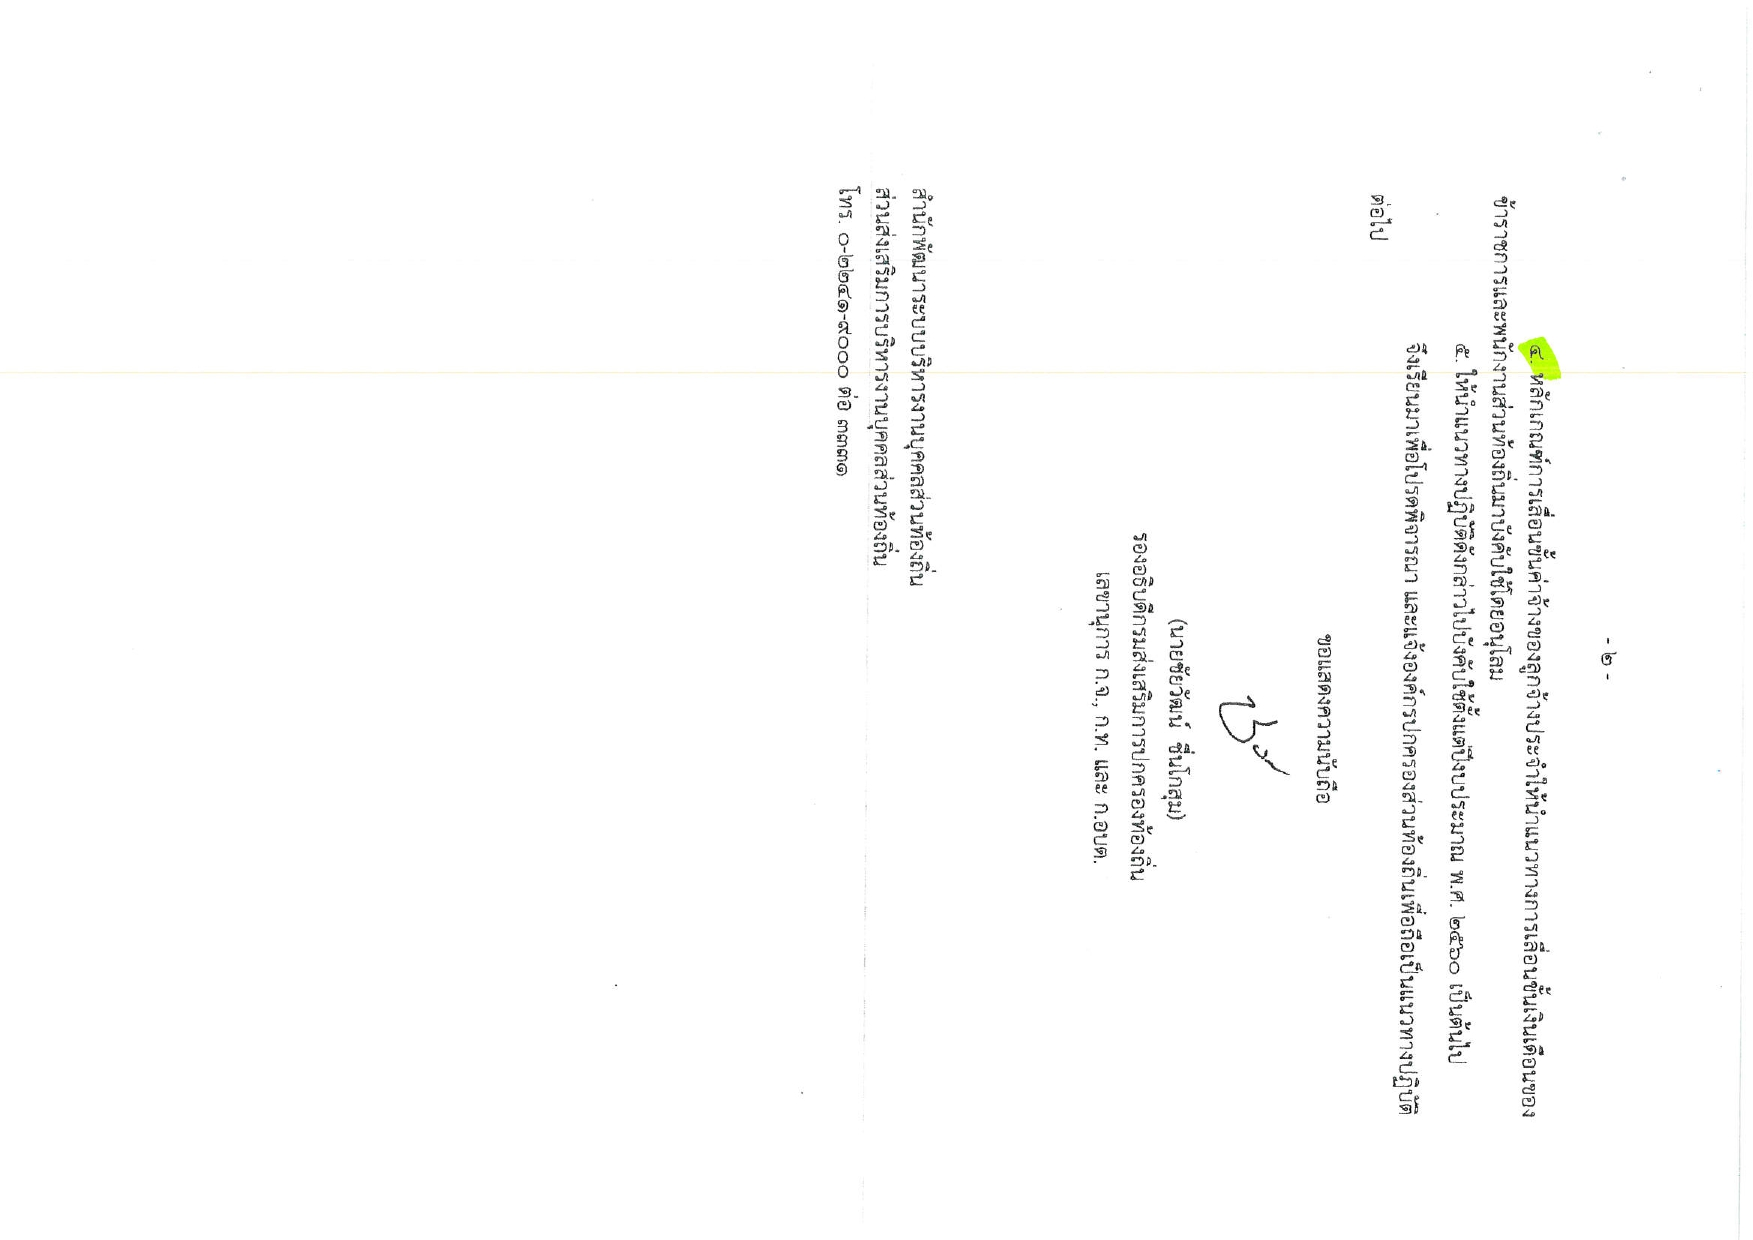 - ๒ -
๔. หลักเกณฑ์การเลื่อนขั้นค่าจ้างของลูกจ้างประจำให้นำแนวทางการเลื่อนขั้นเงินเดือนของ
ข้าราชการและพนักงานส่วนท้องถิ่นมาบังคับใช้โดยอนุโลม
๕. ให้นำแนวทางปฏิบัติดังกล่าวไปบังคับใช้ตั้งแต่ปีงบประมาณ พ.ศ. ๒๕๖๐ เป็นต้นไป
จึงเรียนมาเพื่อโปรดพิจารณา และแจ้งองค์กรปกครองส่วนท้องถิ่นเพื่อถือเป็นแนวทางปฏิบัติ
ต่อไป
ขอแสดงความนับถือ
(นายชัยวัฒน์ ชื่นโกสุม)
รองอธิบดีกรมส่งเสริมการปกครองท้องถิ่น
เลขานุการ ก.จ., ก.ท. และ ก.อบต.
สำนักพัฒนาระบบบริหารงานบุคคลส่วนท้องถิ่น
ส่วนส่งเสริมการบริหารงานบุคคลส่วนท้องถิ่น
โทร. ๐-๒๒๔๑-๙๐๐๐ ต่อ ๓๓๓๑